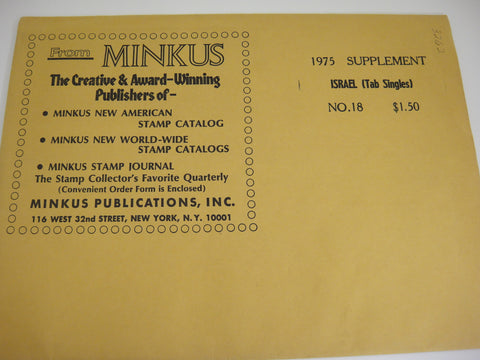 From MINKUS
The Creative & Award-Winning
Publishers of-
• MINKUS NEW AMERICAN
STAMP CATALOG
• MINKUS NEW WORLD-WIDE
STAMP CATALOGS
• MINKUS STAMP JOURNAL
The Stamp Collector's Favorite Quarterly
(Convenient Order Form is Enclosed)
MINKUS PUBLICATIONS, INC.
116 WEST 32nd STREET, NEW YORK, N.Y. 10001
1975 SUPPLEMENT
ISRAEL (Tab Singles)
NO.18 $1.50